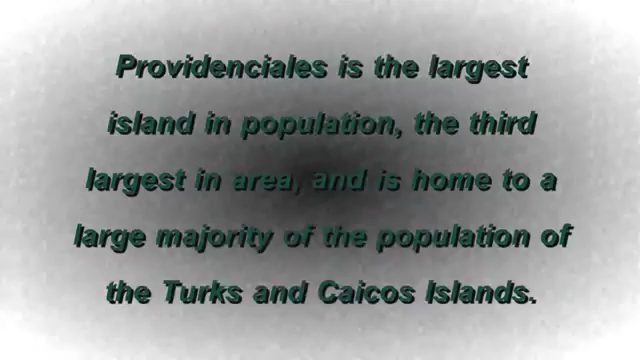 Providenciales is the largest
island in population, the third
largest in area, and is home to a
large majority of the population of
the Turks and Caicos Islands.